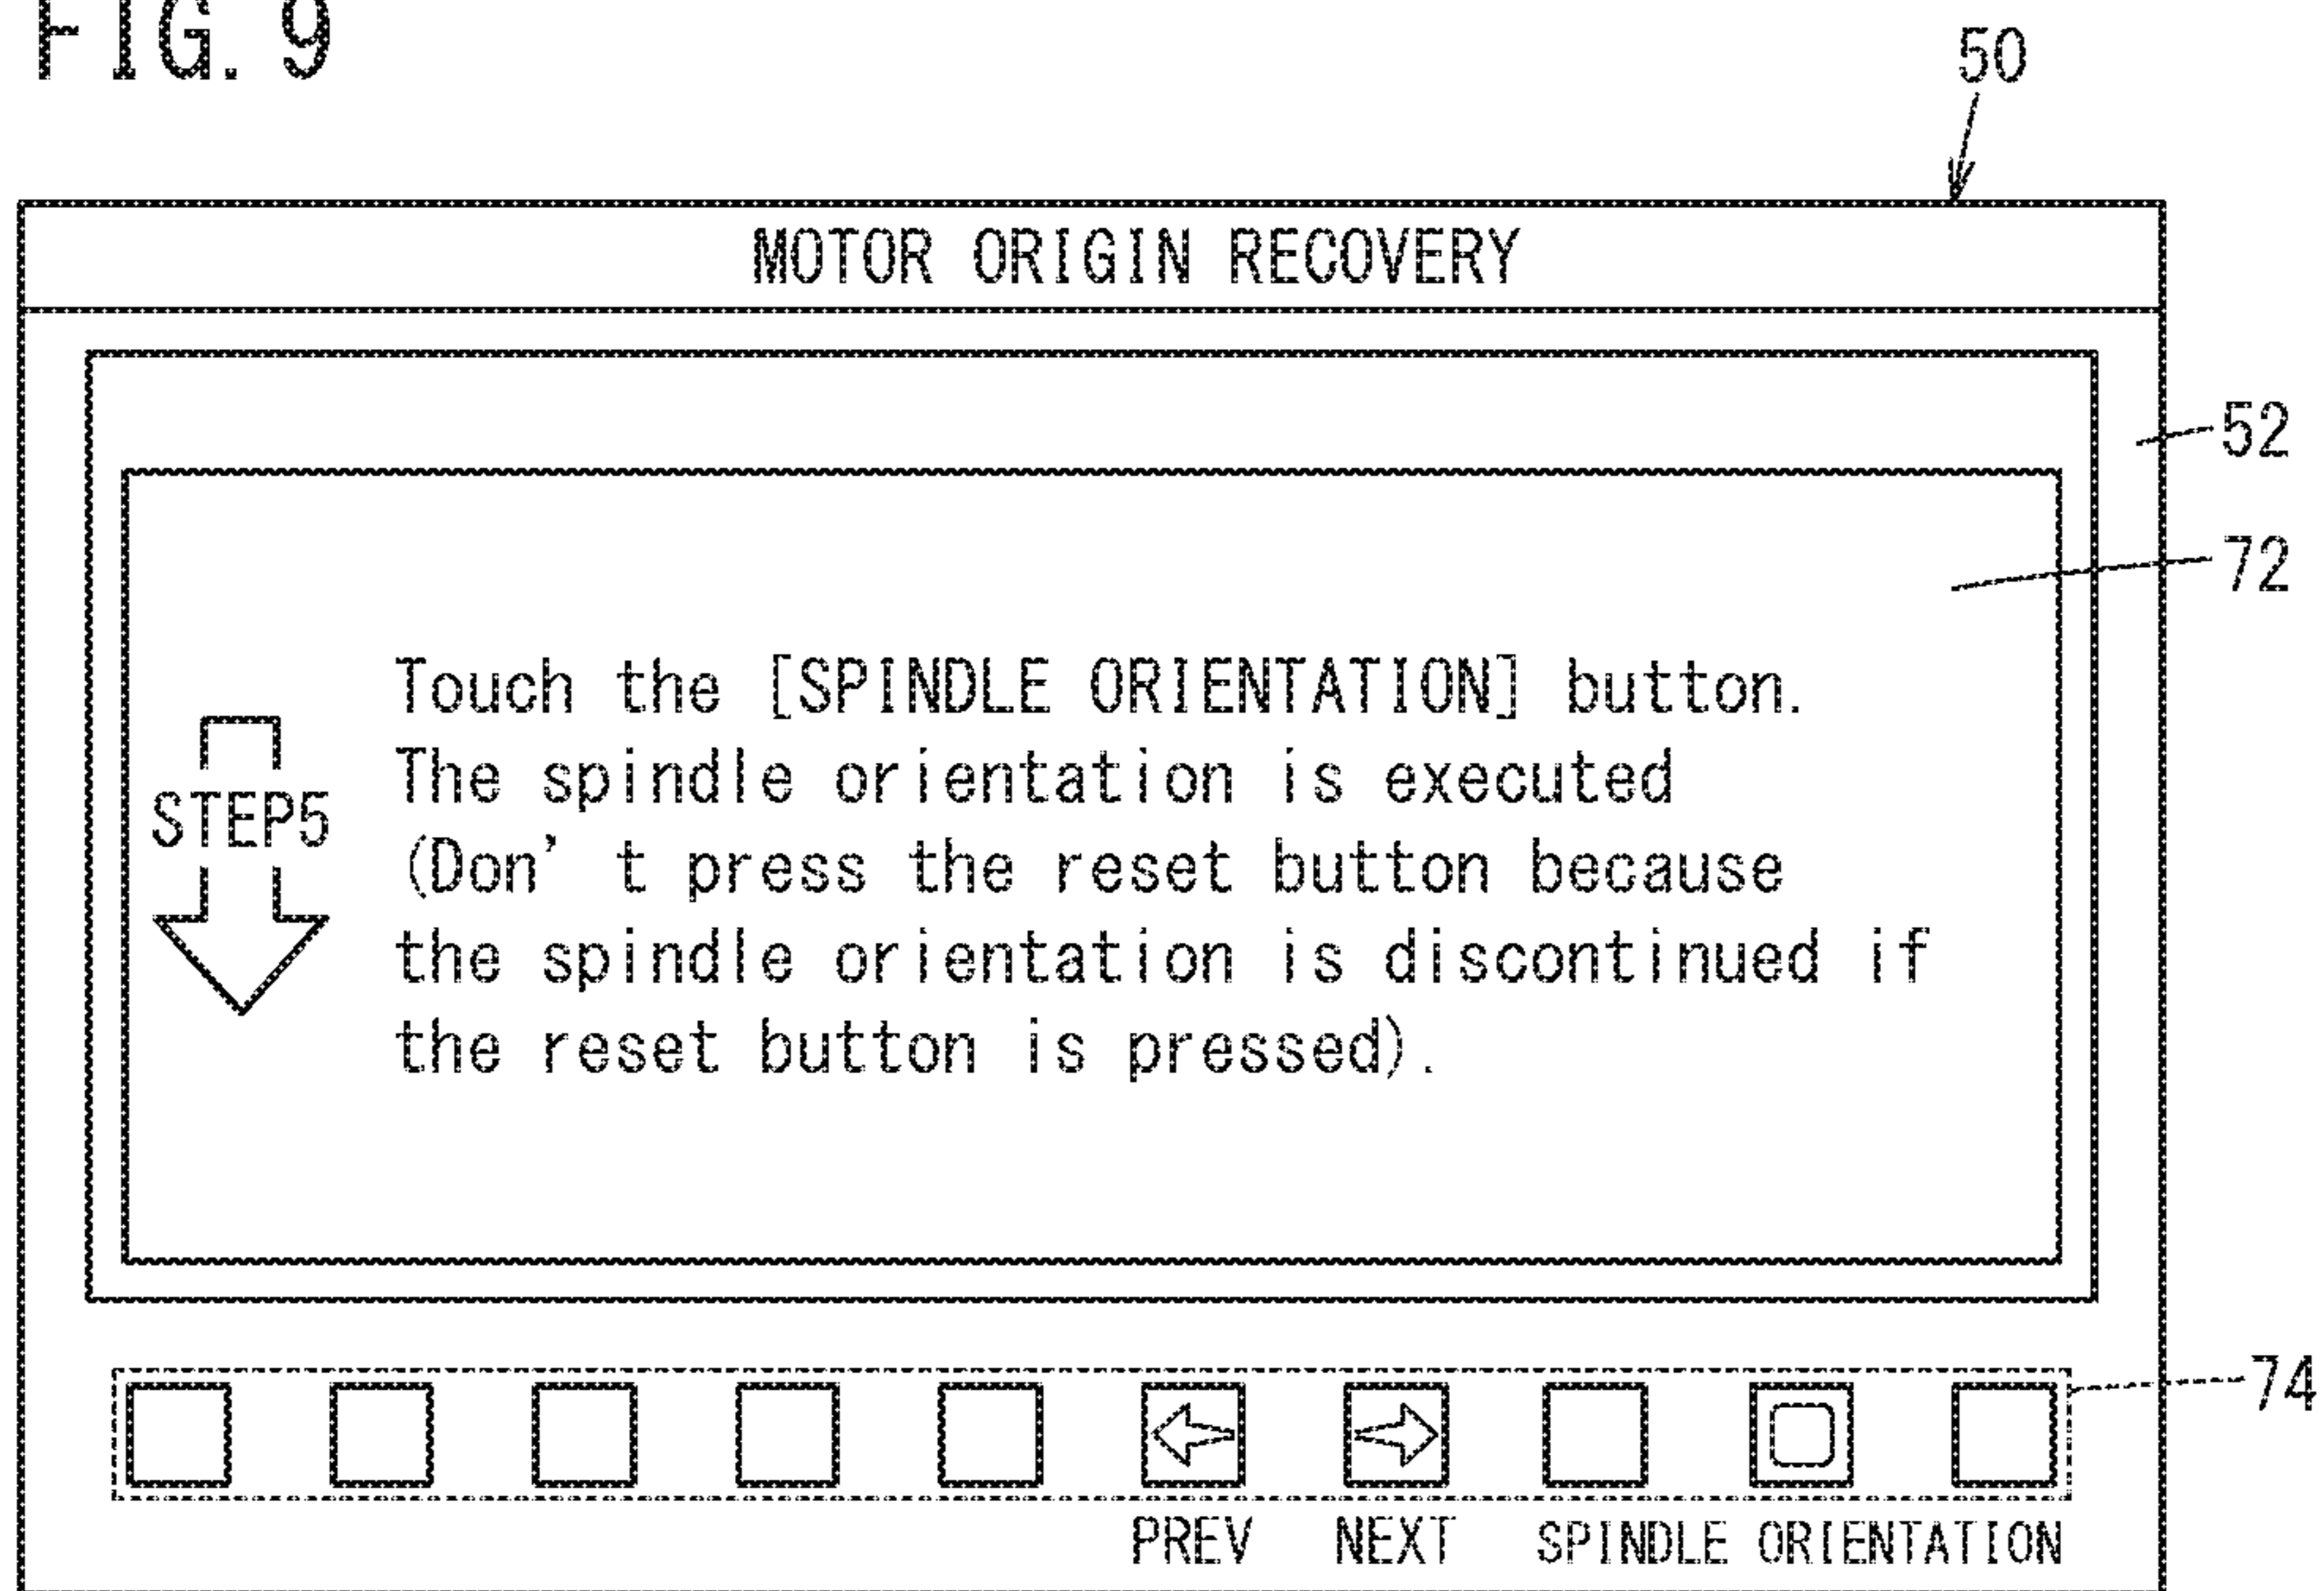 FIG. 9
50
MOTOR ORIGIN RECOVERY
52
72
Touch the [SPINDLE ORIENTATION] button.
The spindle orientation is executed
STEP5
(Don't press the reset button because
the spindle orientation is discontinued if
the reset button is pressed).
74
PREV NEXT SPINDLE ORIENTATION